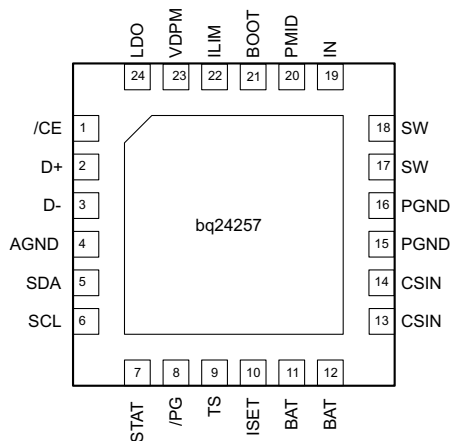 LDO
VDPM
ILIM
BOOT
PMID
IN
24
23
22
21
20
19
/CE 1
D+ 2
D- 3
AGND 4
SDA 5
SCL 6
bq24257
18 SW
17 SW
16 PGND
15 PGND
14 CSIN
13 CSIN
7
8
9
10
11
12
STAT
/PG
TS
ISET
BAT
BAT